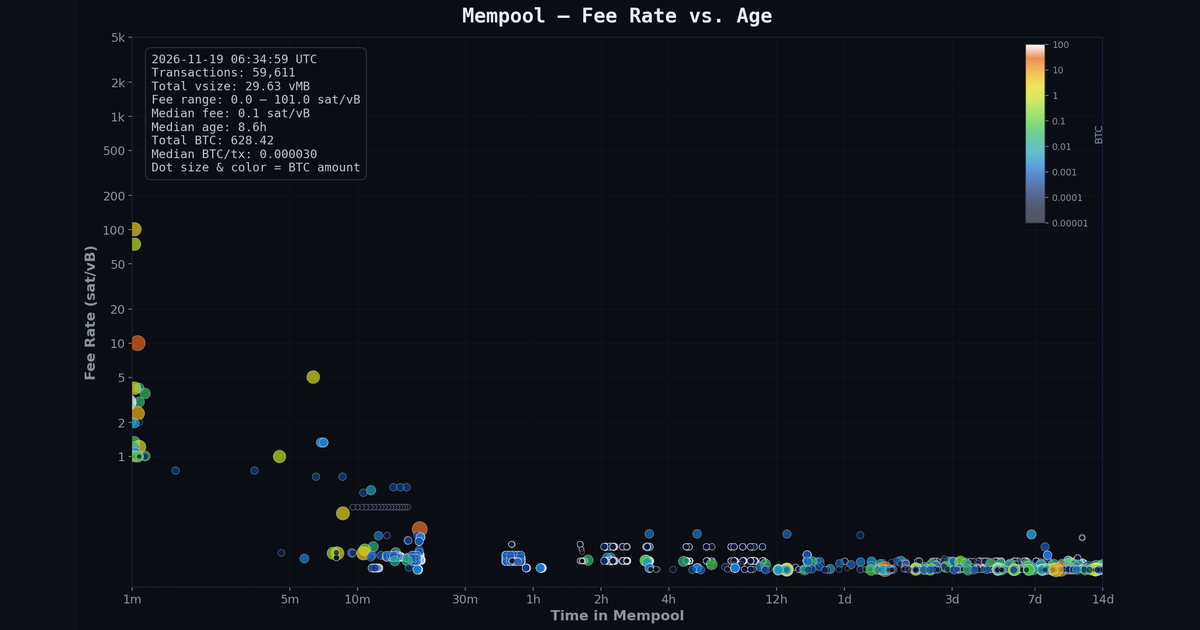 Mempool — Fee Rate vs. Age
2026-11-19 06:34:59 UTC
Transactions: 59,611
Total vsize: 29.63 vMB
Fee range: 0.0 — 101.0 sat/vB
Median fee: 0.1 sat/vB
Median age: 8.6h
Total BTC: 628.42
Median BTC/tx: 0.000030
Dot size & color = BTC amount
Fee Rate (sat/vB)
5k
2k
1k
500
200
100
50
20
10
5
2
1
100
10
1
0.1
0.01
0.001
0.0001
0.00001
BTC
1m
5m
10m
30m
1h
2h
4h
12h
1d
3d
7d
14d
Time in Mempool